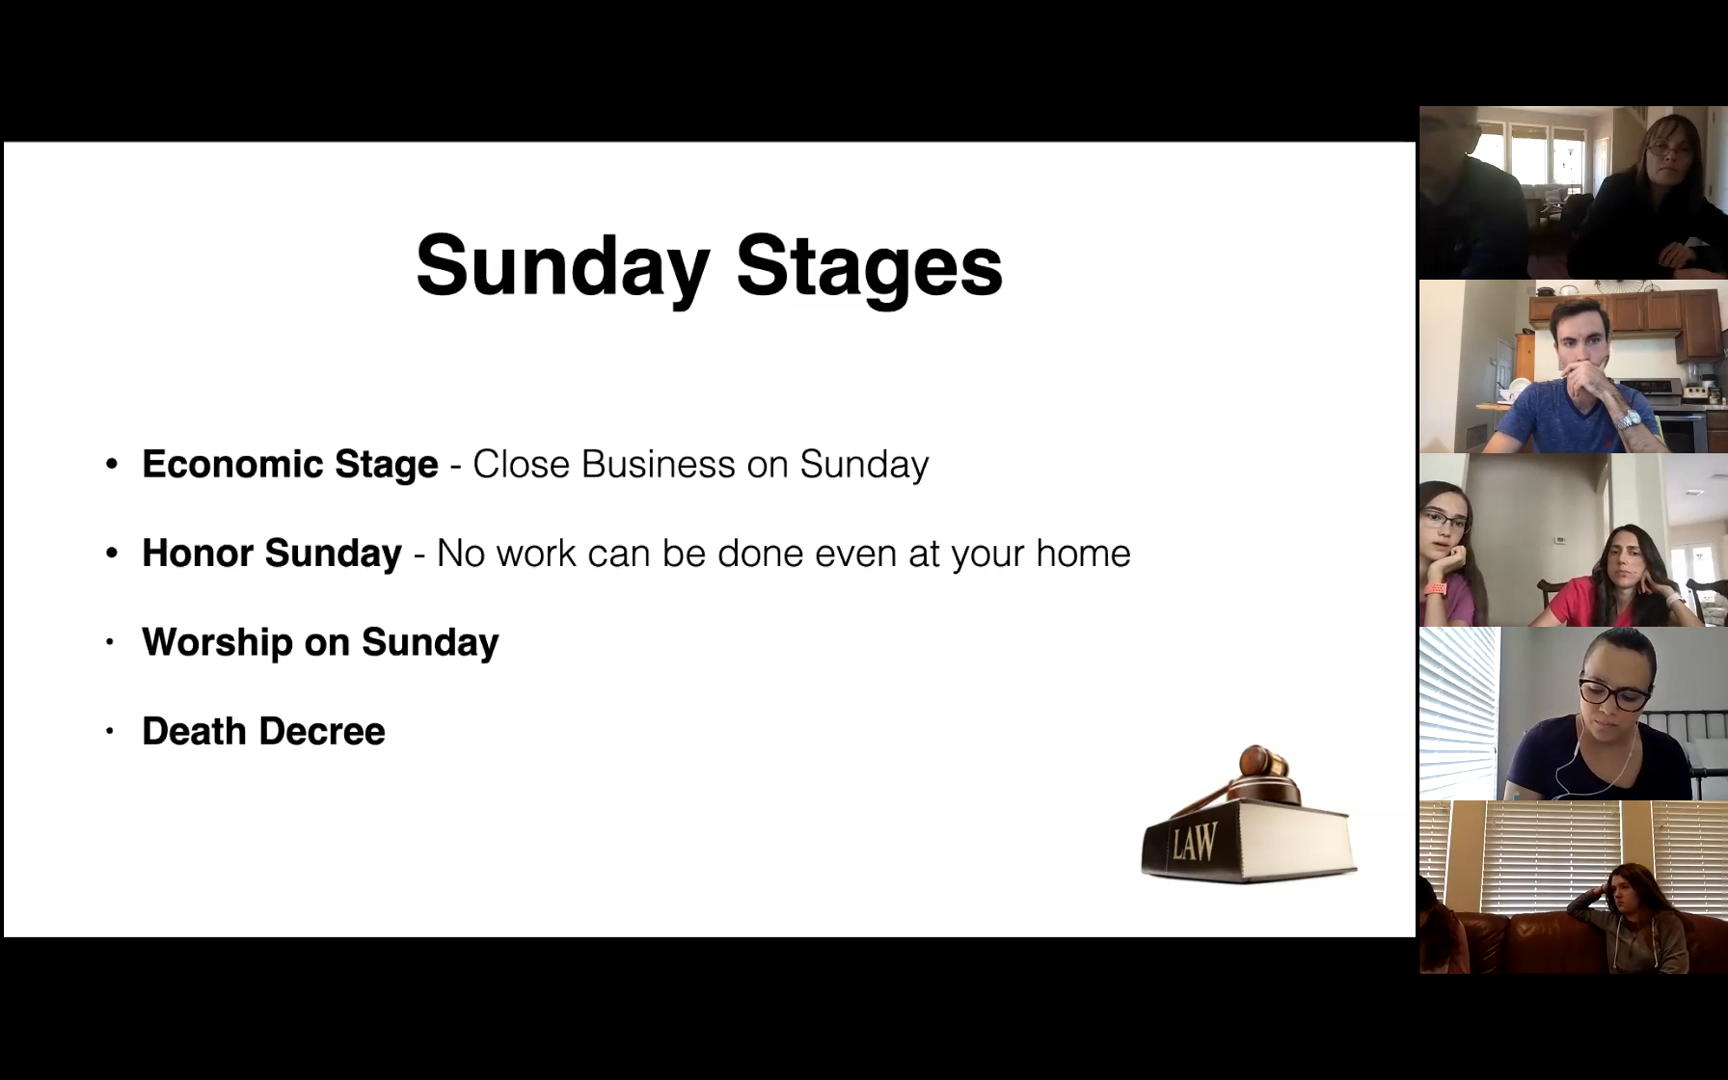 Sunday Stages
• Economic Stage - Close Business on Sunday
• Honor Sunday - No work can be done even at your home
• Worship on Sunday
• Death Decree
LAW